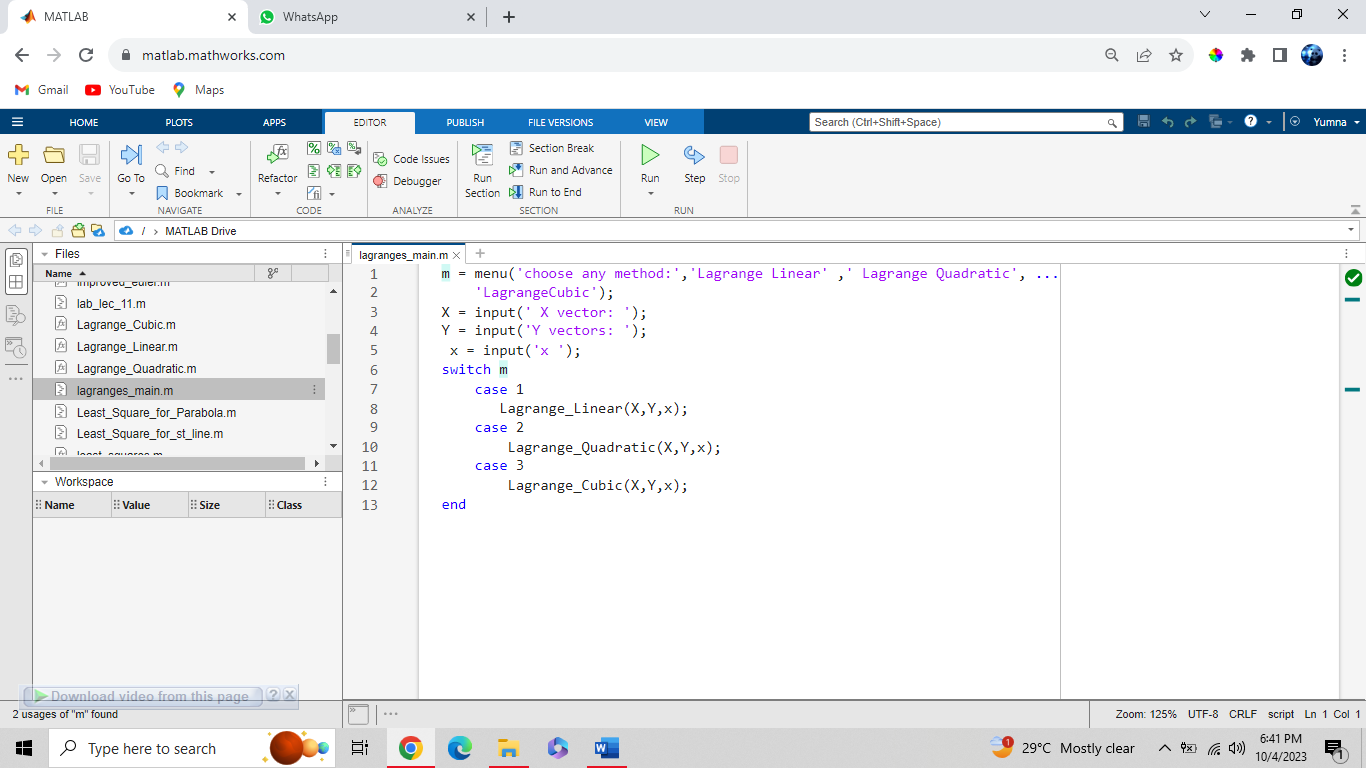 MATLAB
WhatsApp
matlab.mathworks.com
Gmail YouTube Maps
HOME PLOTS APPS EDITOR PUBLISH FILE VERSIONS VIEW Search (Ctrl+Shift+Space) Yumna
New Open Save Go To Find Bookmark Refactor Code Issues Debugger Run Section Section Break Run and Advance Run to End Run Step Stop
FILE NAVIGATE CODE ANALYZE SECTION RUN
/ > MATLAB Drive
Files
Name
improved_euler.m
lab_lec_11.m
Lagrange_Cubic.m
Lagrange_Linear.m
Lagrange_Quadratic.m
lagranges_main.m
Least_Square_for_Parabola.m
Least_Square_for_st_line.m
least_squares.m
Workspace
Name Value Size Class
lagranges_main.m
1 m = menu('choose any method:','Lagrange Linear' ,' Lagrange Quadratic', ...
2 'LagrangeCubic');
3 X = input(' X vector: ');
4 Y = input('Y vectors: ');
5 x = input('x ');
6 switch m
7 case 1
8 Lagrange_Linear(X,Y,x);
9 case 2
10 Lagrange_Quadratic(X,Y,x);
11 case 3
12 Lagrange_Cubic(X,Y,x);
13 end
Download video from this page ? X
2 usages of "m" found
Zoom: 125% UTF-8 CRLF script Ln 1 Col 1
Type here to search
29°C Mostly clear
6:41 PM
10/4/2023